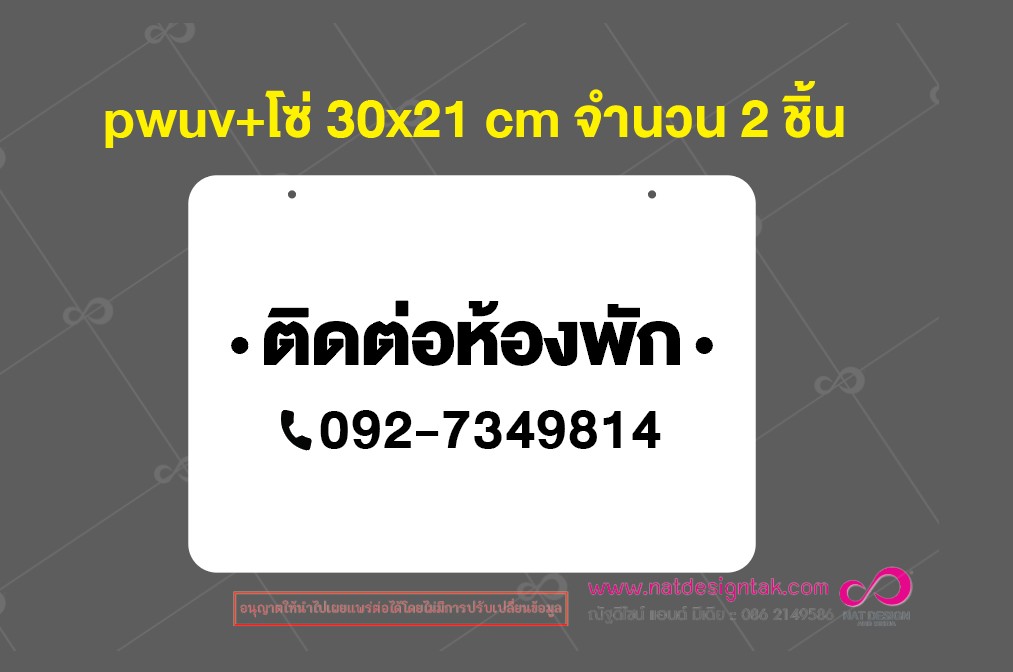 pwuv+โซ่ 30x21 cm จำนวน 2 ชิ้น
• ติดต่อห้องพัก •
092-7349814
www.natdesigntak.com
อนุญาตให้นำไปเผยแพร่ต่อได้โดยไม่มีการปรับเปลี่ยนข้อมูล
ณัฐดีไซน์ แอนด์ มีเดีย :: 086 2149586
NAT DESIGN